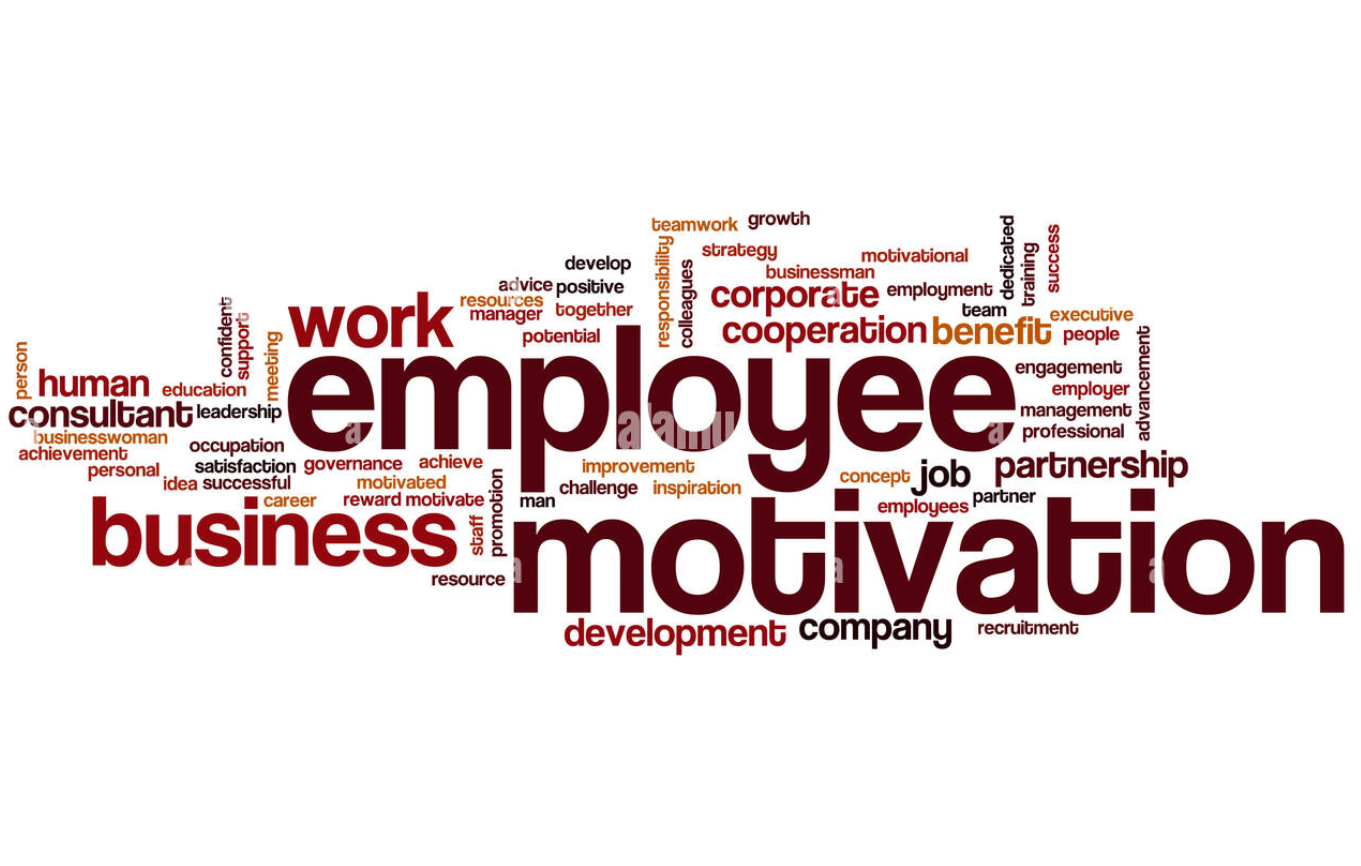 teamwork growth
responsibility
strategy
colleagues
motivational
dedicated
training
success
develop
businessman
advice positive
corporate employment
resources
manager together
team executive
work potential
cooperation benefit people
confident
support
meeting
person
human education
employee
engagement
employer
advancement
consultant leadership
management
businesswoman
professional
achievement
occupation
personal satisfaction governance achieve
improvement
concept job partnership
idea successful motivated
challenge inspiration
career reward motivate
promotion
man
employees partner
business
staff
motivation
resource
development company recruitment
a alamy a
a a a